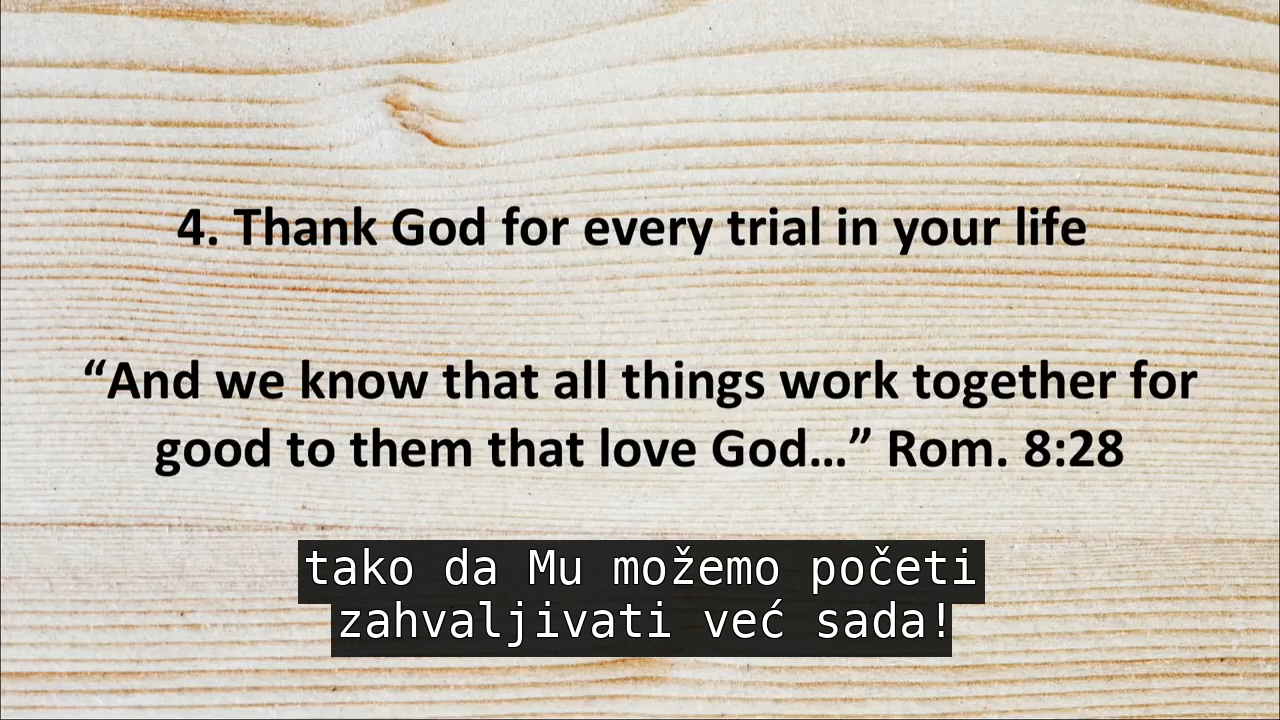 4. Thank God for every trial in your life
“And we know that all things work together for
good to them that love God…” Rom. 8:28
tako da Mu možemo početi
zahvaljivati već sada!